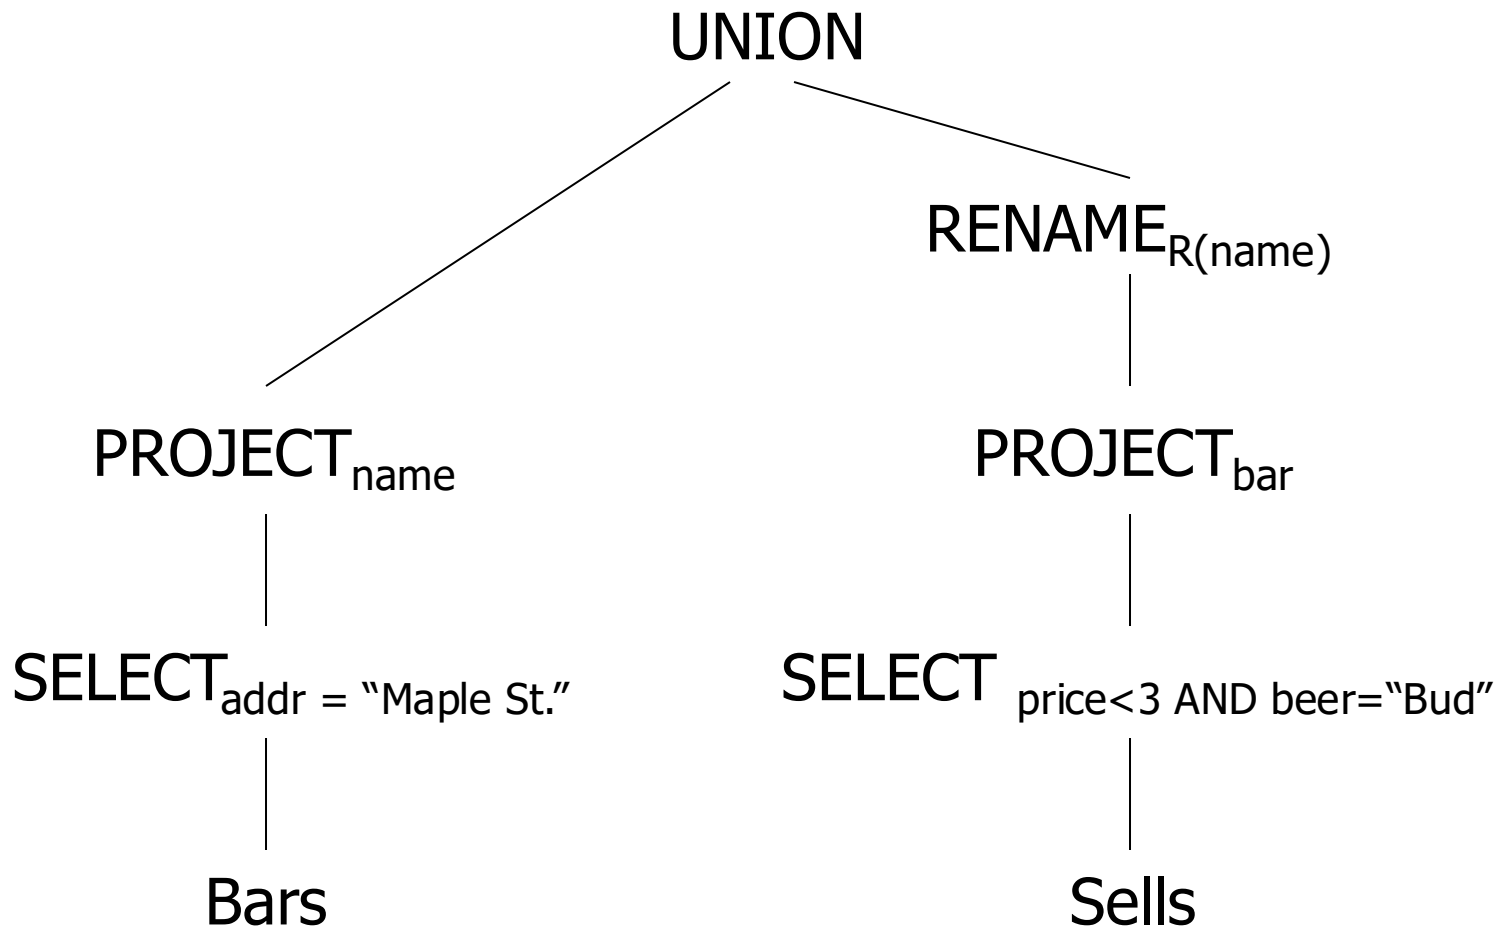 UNION
RENAME R(name)
PROJECT name
PROJECT bar
SELECT addr = “Maple St.”
SELECT price<3 AND beer=“Bud”
Bars
Sells